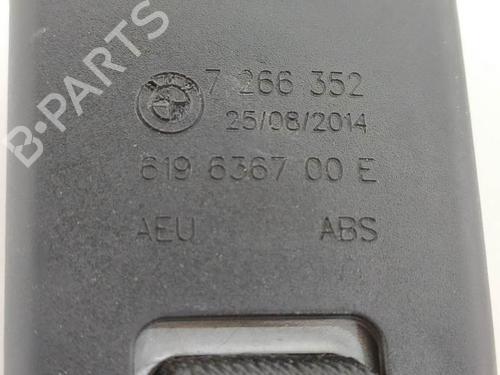 7 266 352
25/08/2014
619 6367 00 E
AEU ABS
B-PARTS